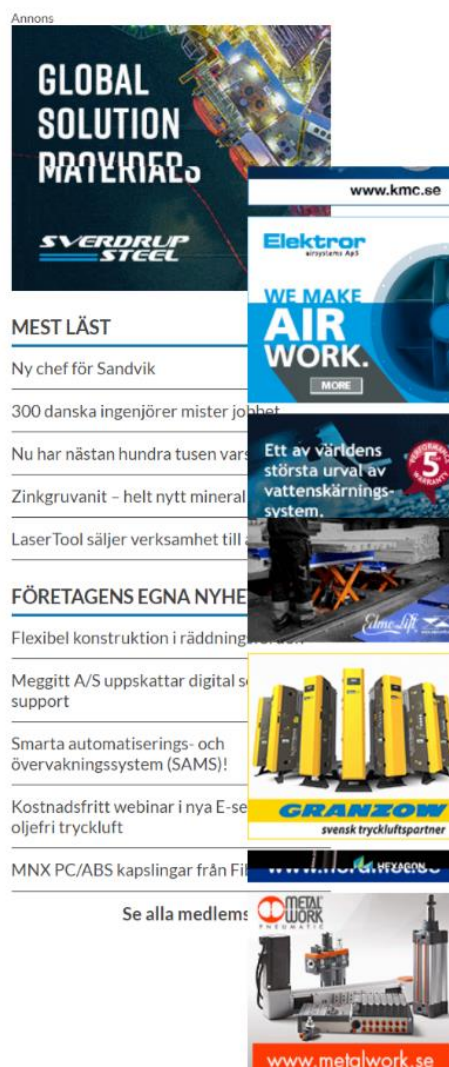 Annons
GLOBAL
SOLUTION
SVERDRUP
STEEL
MEST LÄST
Ny chef för Sandvik
300 danska ingenjörer mister jobbet
Nu har nästan hundra tusen vars
Zinkgruvanit – helt nytt mineral
LaserTool säljer verksamhet till
FÖRETAGENS EGNA NYHE
Flexibel konstruktion i räddning
Meggitt A/S uppskattar digital
support
Smarta automatiserings- och
övervakningssystem (SAMS)!
Kostnadsfritt webinar i nya E-se
oljefri tryckluft
MNX PC/ABS kapslingar från
Se alla medlems
www.kmc.se
Elektror
airsystems ApS
WE MAKE
AIR
WORK.
MORE
Ett av världens
största urval av
vattenskärnings-
system.
PERFORMANCE
5
WARRANTY
EdmoLift
GRANZOW
svensk tryckluftspartner
HEXAGON
METAL
WORK
PNEUMATIC
www.metalwork.se